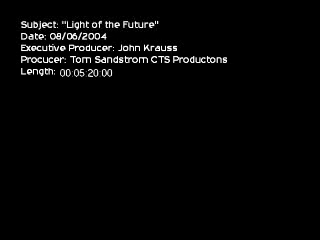 Subject: "Light of the Future"
Date: 08/06/2004
Executive Producer: John Krauss
Procucer: Tom Sandstrom CTS Productons
Length: 00:05:20:00